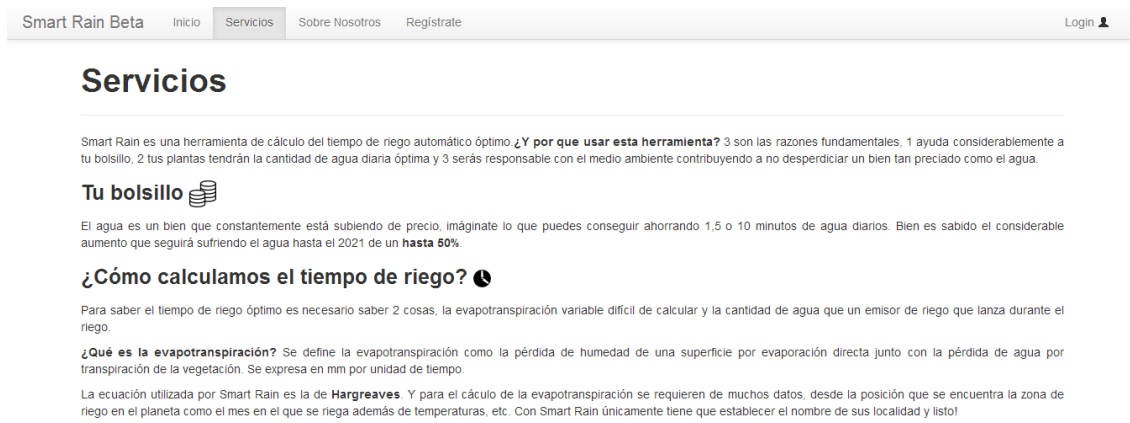 Smart Rain Beta Inicio Servicios Sobre Nosotros Regístrate Login
Servicios
Smart Rain es una herramienta de cálculo del tiempo de riego automático óptimo.¿Y por que usar esta herramienta? 3 son las razones fundamentales, 1 ayuda considerablemente a
tu bolsillo, 2 tus plantas tendrán la cantidad de agua diaria óptima y 3 serás responsable con el medio ambiente contribuyendo a no desperdiciar un bien tan preciado como el agua.
Tu bolsillo
El agua es un bien que constantemente está subiendo de precio, imáginate lo que puedes conseguir ahorrando 1,5 o 10 minutos de agua diarios. Bien es sabido el considerable
aumento que seguirá sufriendo el agua hasta el 2021 de un hasta 50%.
¿Cómo calculamos el tiempo de riego?
Para saber el tiempo de riego óptimo es necesario saber 2 cosas, la evapotranspiración variable difícil de calcular y la cantidad de agua que un emisor de riego que lanza durante el
riego.
¿Qué es la evapotranspiración? Se define la evapotranspiración como la pérdida de humedad de una superficie por evaporación directa junto con la pérdida de agua por
transpiración de la vegetación. Se expresa en mm por unidad de tiempo.
La ecuación utilizada por Smart Rain es la de Hargreaves. Y para el cáculo de la evapotranspiración se requieren de muchos datos, desde la posición que se encuentra la zona de
riego en el planeta como el mes en el que se riega además de temperaturas, etc. Con Smart Rain únicamente tiene que establecer el nombre de sus localidad y listo!